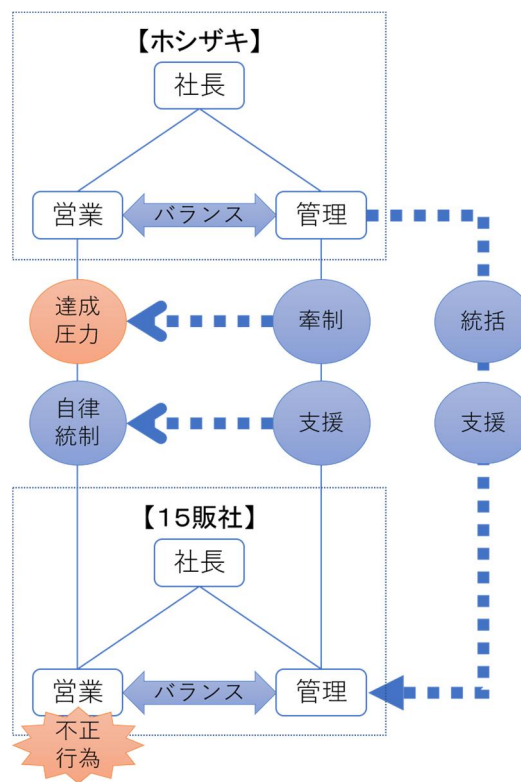 【ホシザキ】
社長
営業
バランス
管理
達成
圧力
牽制
統括
自律
統制
支援
支援
【15販社】
社長
営業
バランス
管理
不正
行為